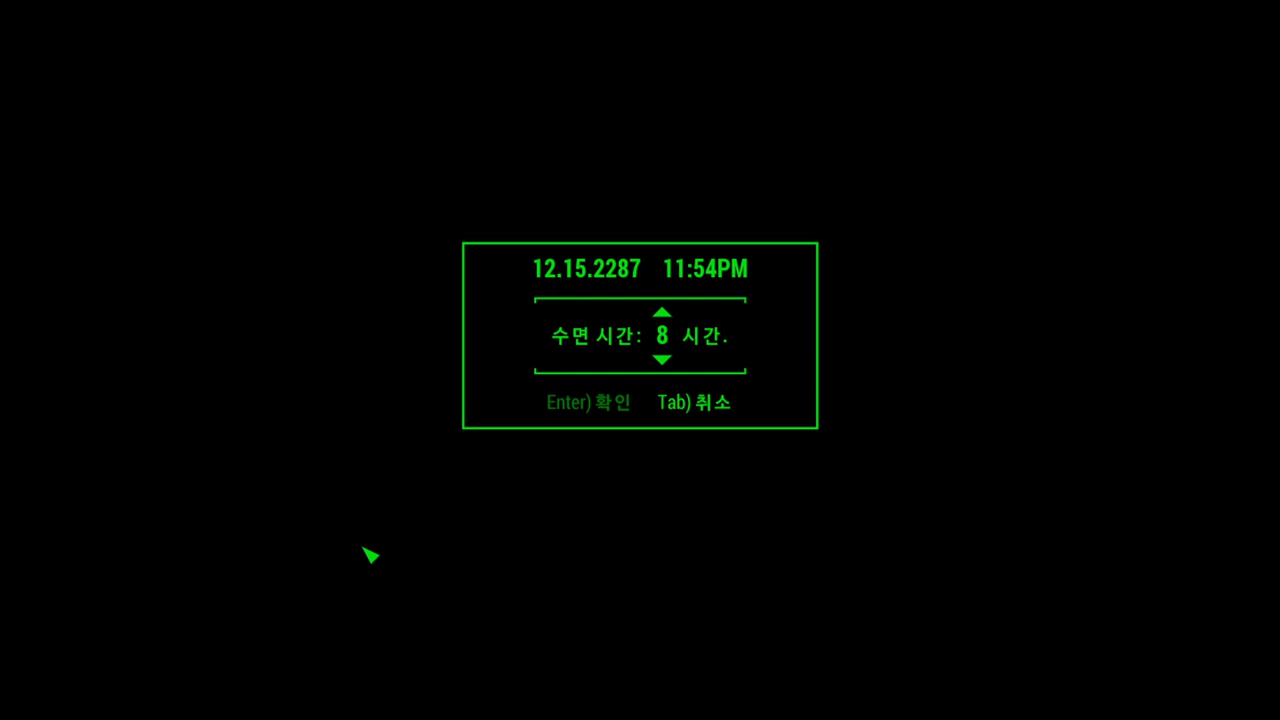 12.15.2287 11:54PM
수면 시간: 8 시간.
Enter) 확인 Tab) 취소